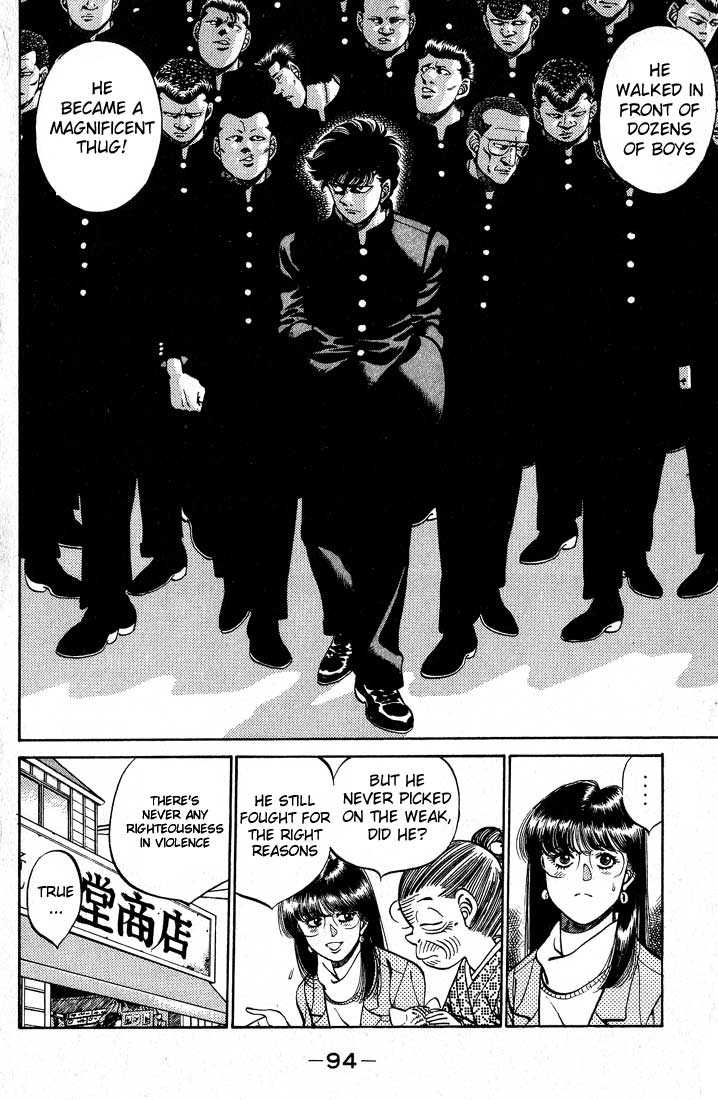 HE
WALKED IN
FRONT OF
DOZENS
OF BOYS
HE
BECAME A
MAGNIFICENT
THUG!
....
BUT HE
NEVER PICKED
ON THE WEAK,
DID HE?
HE STILL
FOUGHT FOR
THE RIGHT
REASONS
THERE'S
NEVER ANY
RIGHTEOUSNESS
IN VIOLENCE
TRUE
...
堂商店
—94—